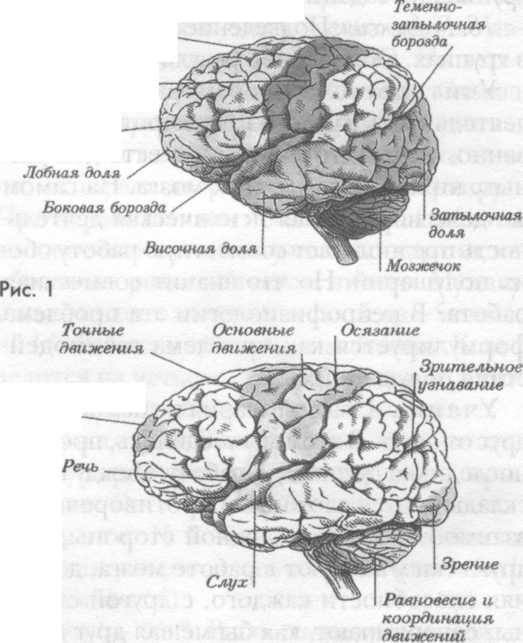 Теменно-
затылочная
борозда
Лобная доля
Боковая борозда
Височная доля
Затылочная
доля
Мозжечок
Рис. 1
Точные
движения
Основные
движения
Осязание
Зрительное
узнавание
Речь
Слух
Зрение
Равновесие и
координация
движений